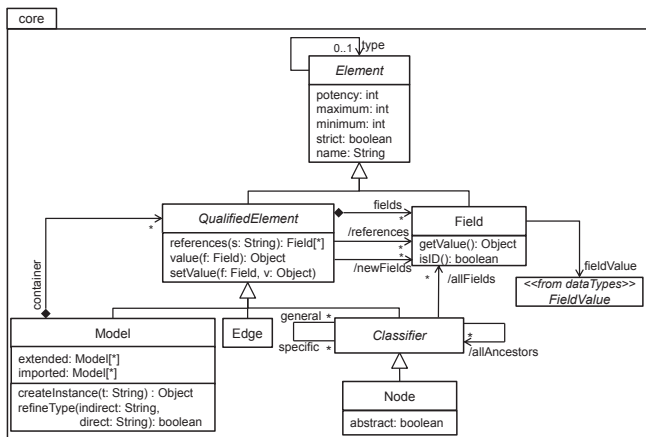 core
0..1
type
Element
potency: int
maximum: int
minimum: int
strict: boolean
name: String
*
QualifiedElement
references(s: String): Field[*]
value(f: Field): Object
setValue(f: Field, v: Object)
fields
*
/references
*
*
/newFields
Field
getValue(): Object
isID(): boolean
* /allFields
fieldValue
<<from dataTypes>>
FieldValue
container
Model
extended: Model[*]
imported: Model[*]
createInstance(t: String) : Object
refineType(indirect: String,
direct: String): boolean
Edge
general *
specific *
Classifier
*
/allAncestors
Node
abstract: boolean